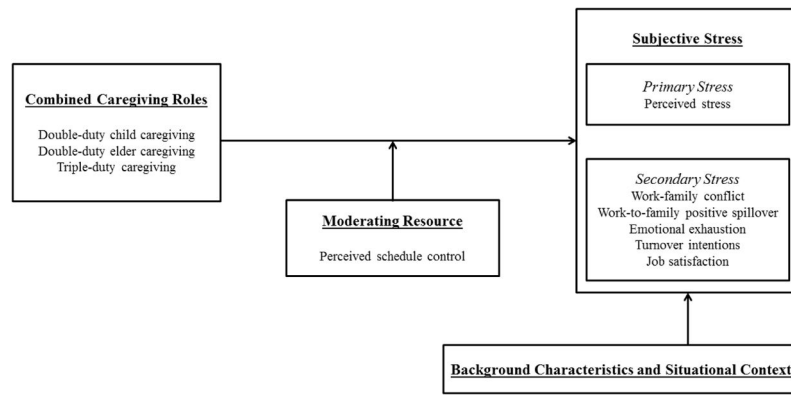 Combined Caregiving Roles
Double-duty child caregiving
Double-duty elder caregiving
Triple-duty caregiving
Moderating Resource
Perceived schedule control
Subjective Stress
Primary Stress
Perceived stress
Secondary Stress
Work-family conflict
Work-to-family positive spillover
Emotional exhaustion
Turnover intentions
Job satisfaction
Background Characteristics and Situational Context